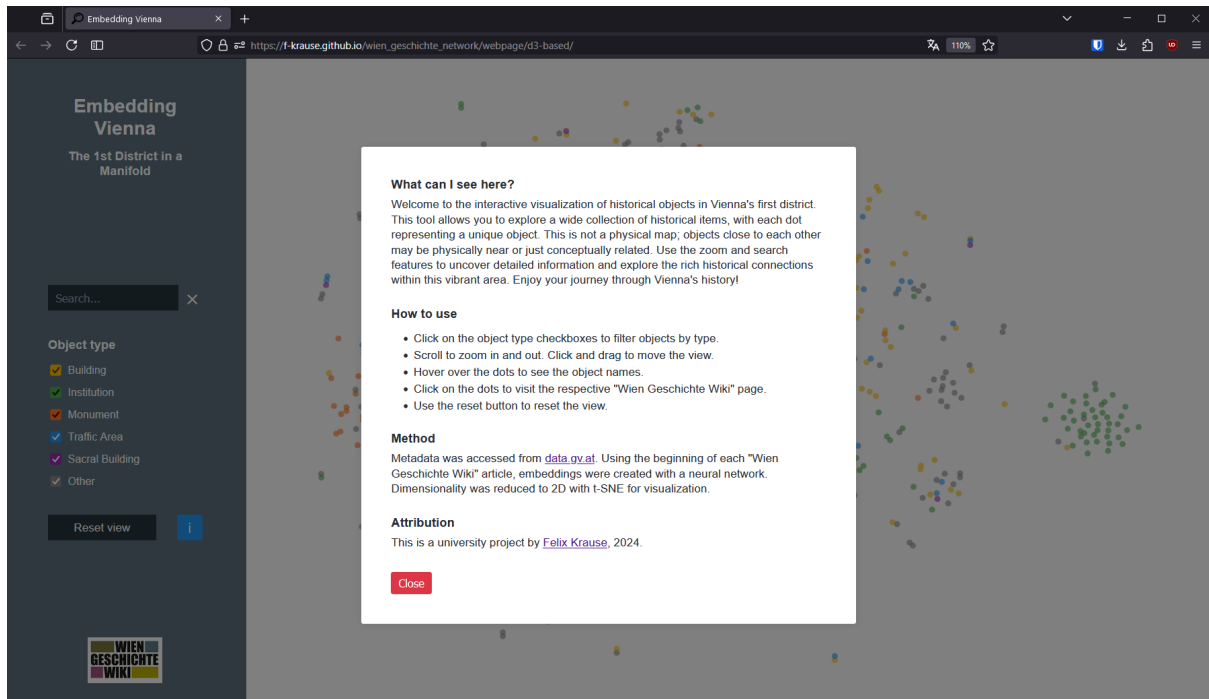 Embedding Vienna
https://f-krause.github.io/wien_geschichte_network/webpage/d3-based/
110%
Embedding
Vienna
The 1st District in a
Manifold
Search...
Object type
Building
Institution
Monument
Traffic Area
Sacral Building
Other
Reset view
i
WIEN
GESCHICHTE
WIKI
What can I see here?
Welcome to the interactive visualization of historical objects in Vienna's first district.
This tool allows you to explore a wide collection of historical items, with each dot
representing a unique object. This is not a physical map; objects close to each other
may be physically near or just conceptually related. Use the zoom and search
features to uncover detailed information and explore the rich historical connections
within this vibrant area. Enjoy your journey through Vienna's history!
How to use
• Click on the object type checkboxes to filter objects by type.
• Scroll to zoom in and out. Click and drag to move the view.
• Hover over the dots to see the object names.
• Click on the dots to visit the respective "Wien Geschichte Wiki" page.
• Use the reset button to reset the view.
Method
Metadata was accessed from data.gv.at. Using the beginning of each "Wien
Geschichte Wiki" article, embeddings were created with a neural network.
Dimensionality was reduced to 2D with t-SNE for visualization.
Attribution
This is a university project by Felix Krause, 2024.
Close